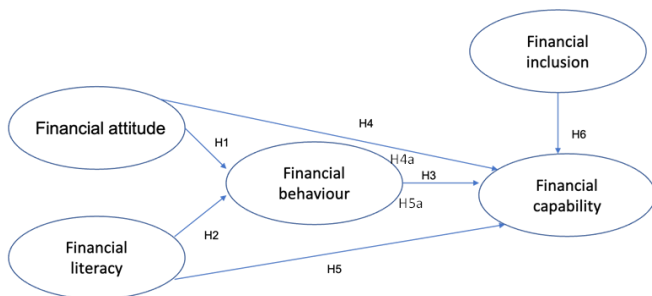 Financial
inclusion
Financial attitude
H4
H6
H1
H4a
Financial
behaviour
H3
Financial
capability
H5a
H2
Financial
literacy
H5